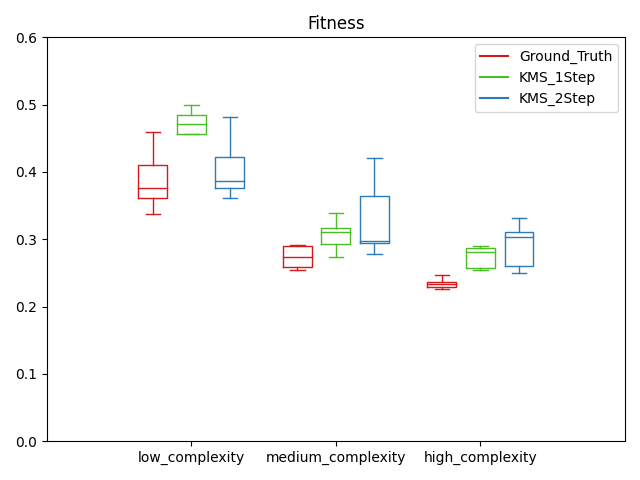 Fitness
0.6
0.5
0.4
0.3
0.2
0.1
0.0
Ground_Truth
KMS_1Step
KMS_2Step
low_complexity
medium_complexity
high_complexity